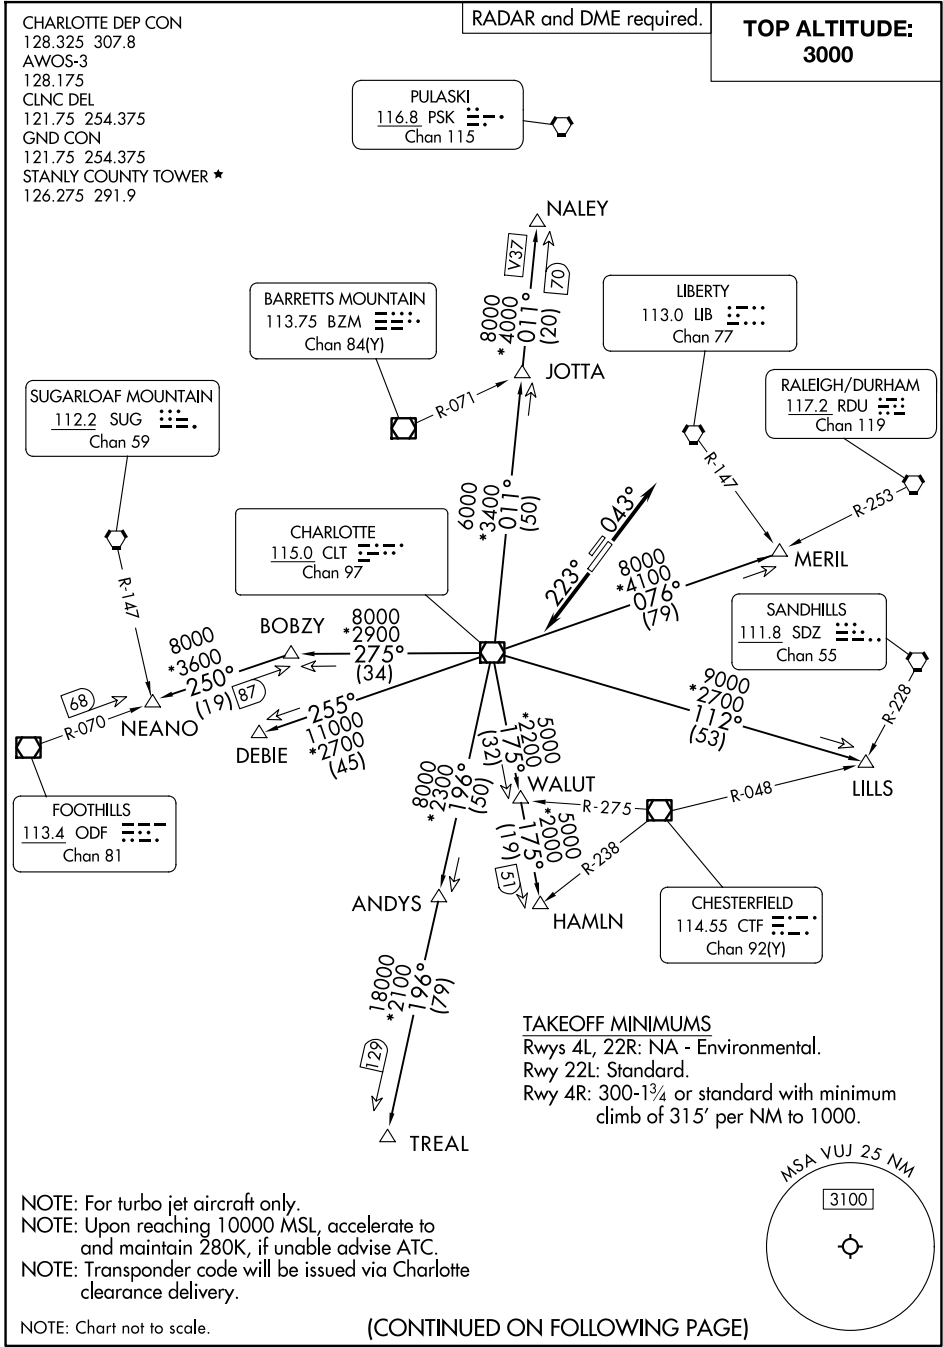 CHARLOTTE DEP CON
128.325 307.8
AWOS-3
128.175
CLNC DEL
121.75 254.375
GND CON
121.75 254.375
STANLY COUNTY TOWER ★
126.275 291.9
RADAR and DME required.
TOP ALTITUDE:
3000
PULASKI
116.8 PSK
Chan 115
NALEY
V37
70
8000
*4000
011°
(20)
BARRETTS MOUNTAIN
113.75 BZM
Chan 84(Y)
LIBERTY
113.0 LIB
Chan 77
JOTTA
R-071
SUGARLOAF MOUNTAIN
112.2 SUG
Chan 59
RALEIGH/DURHAM
117.2 RDU
Chan 119
R-147
R-253
6000
*3400
011°
(50)
043°
223°
CHARLOTTE
115.0 CLT
Chan 97
MERIL
8000
*4100
076°
(79)
R-147
SANDHILLS
111.8 SDZ
Chan 55
BOBZY
8000
*2900
275°
(34)
8000
*3600
250°
(19)
87
68
R-070
NEANO
DEBIE
255°
11000
*2700
(45)
9000
*2700
112°
(53)
R-228
LILLS
5000
*2200
175°
(32)
WALUT
R-275
R-048
R-238
8000
*2300
196°
(50)
5000
*2000
175°
(19)
51
FOOTHILLS
113.4 ODF
Chan 81
ANDYS
HAMLN
CHESTERFIELD
114.55 CTF
Chan 92(Y)
18000
*2100
196°
(79)
129
TREAL
TAKEOFF MINIMUMS
Rwys 4L, 22R: NA - Environmental.
Rwy 22L: Standard.
Rwy 4R: 300-1¾ or standard with minimum
climb of 315' per NM to 1000.
MSA VUJ 25 NM
3100
NOTE: For turbo jet aircraft only.
NOTE: Upon reaching 10000 MSL, accelerate to
and maintain 280K, if unable advise ATC.
NOTE: Transponder code will be issued via Charlotte
clearance delivery.
NOTE: Chart not to scale.
(CONTINUED ON FOLLOWING PAGE)